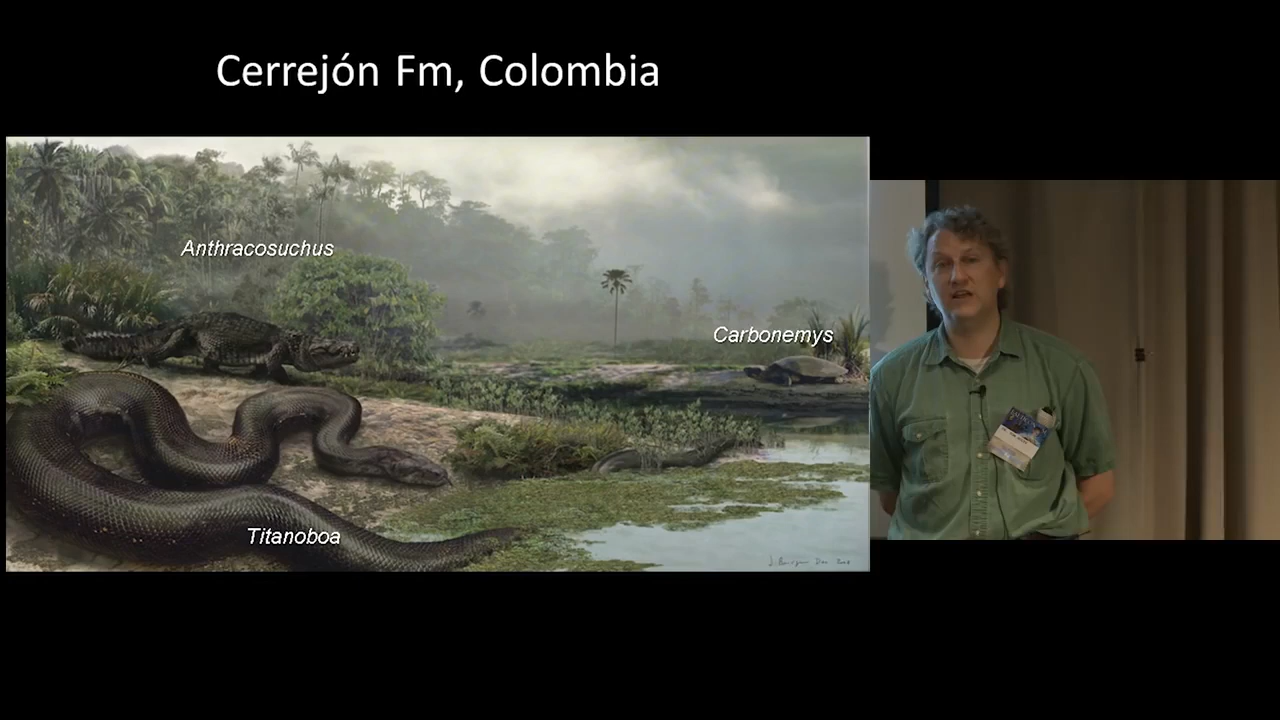 Cerrejón Fm, Colombia
Anthracosuchus
Carbonemys
Titanoboa